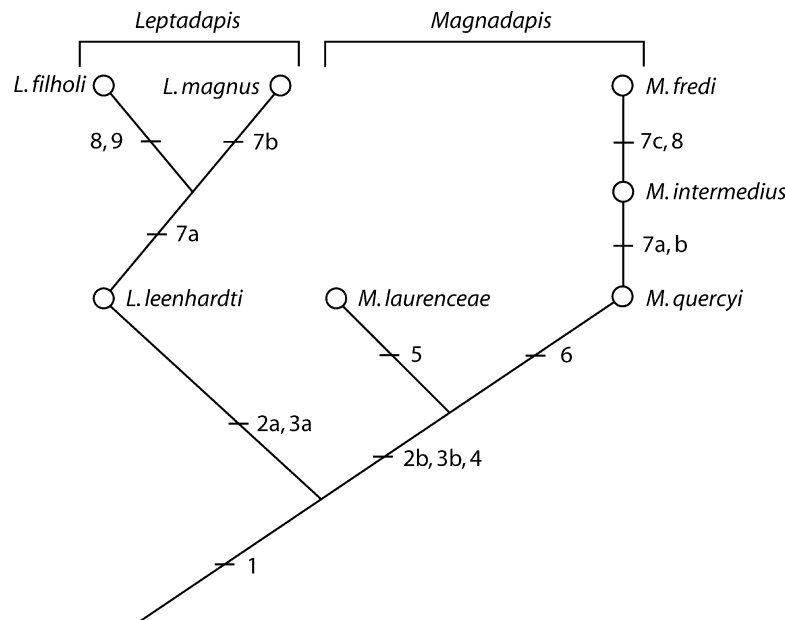 Leptadapis
Magnadapis
L. filholi
L. magnus
M. fredi
8, 9
7b
7c, 8
M. intermedius
7a
7a, b
L. leenhardti
M. laurenceae
M. quercyi
5
6
2a, 3a
2b, 3b, 4
1